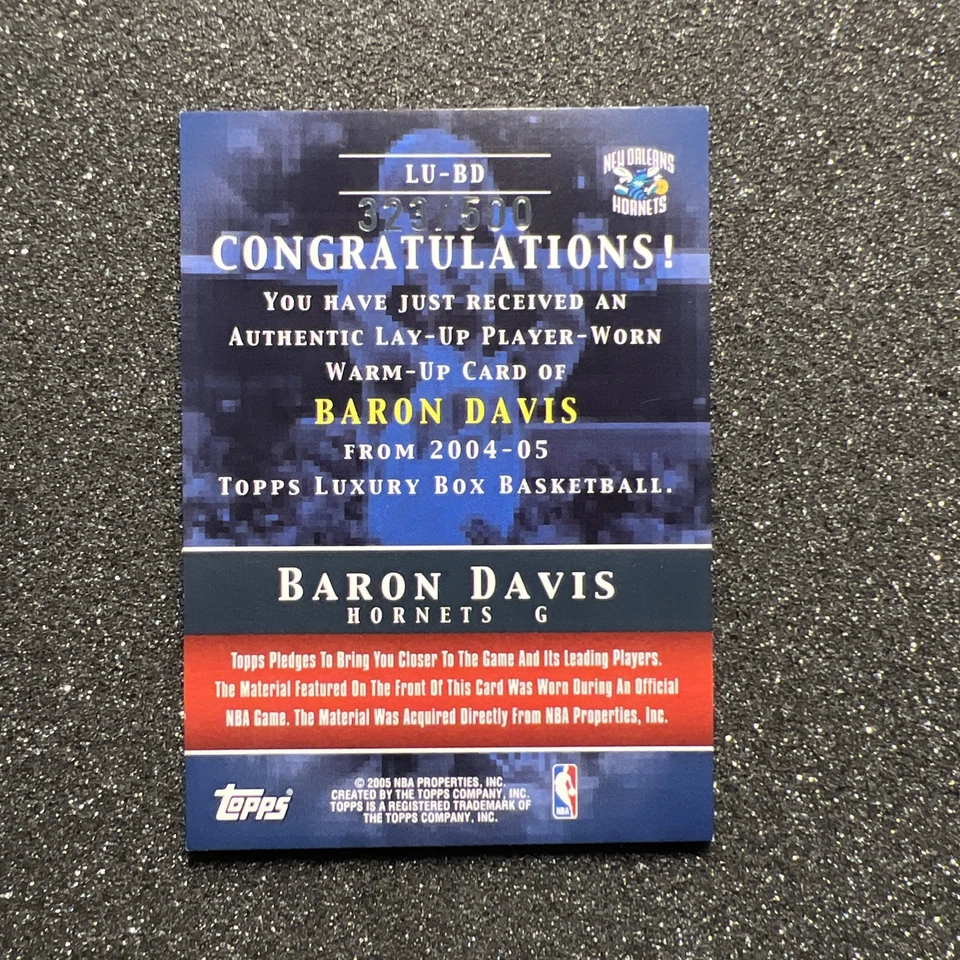 LU-BD
NEW ORLEANS
HORNETS
323/500
CONGRATULATIONS!
YOU HAVE JUST RECEIVED AN
AUTHENTIC LAY-UP PLAYER-WORN
WARM-UP CARD OF
BARON DAVIS
FROM 2004-05
TOPPS LUXURY BOX BASKETBALL.
BARON DAVIS
HORNETS G
Topps Pledges To Bring You Closer To The Game And Its Leading Players.
The Material Featured On The Front Of This Card Was Worn During An Official
NBA Game. The Material Was Acquired Directly From NBA Properties, Inc.
topps®
© 2005 NBA PROPERTIES, INC.
CREATED BY THE TOPPS COMPANY, INC.
TOPPS IS A REGISTERED TRADEMARK OF
THE TOPPS COMPANY, INC.
NBA